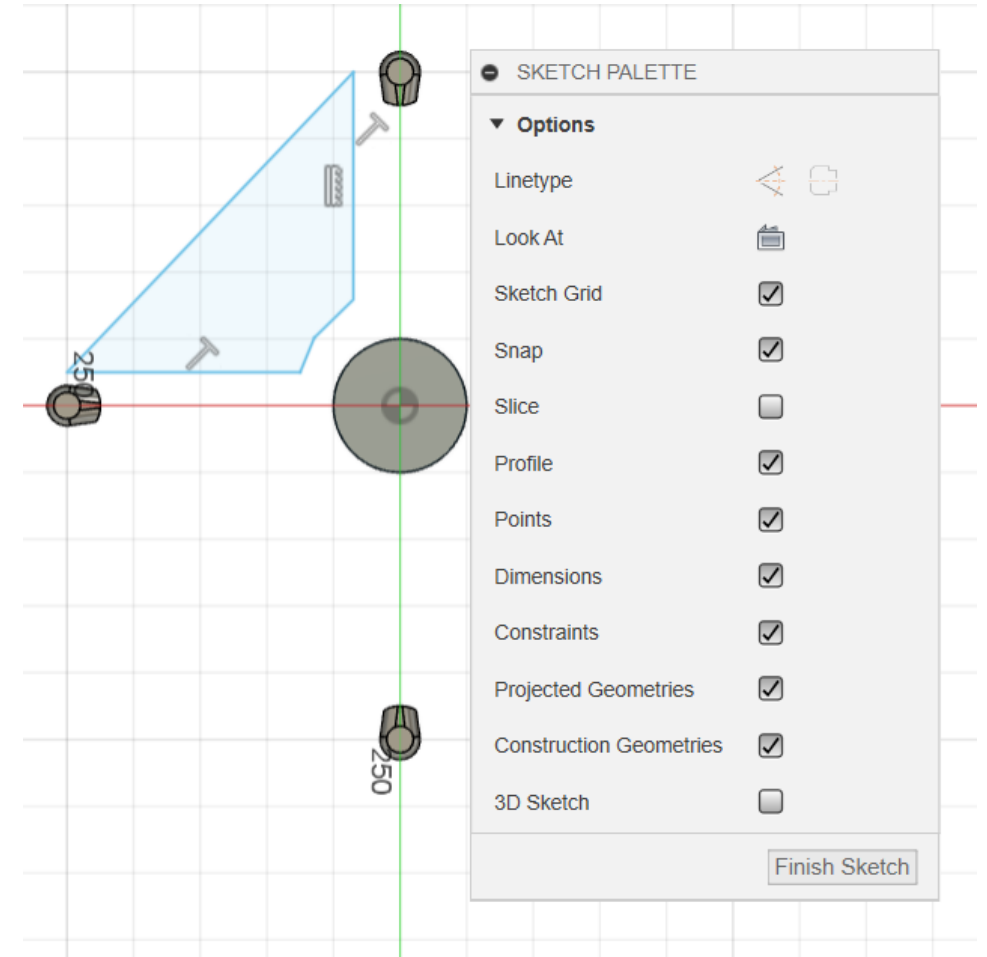 SKETCH PALETTE
Options
Linetype
Look At
Sketch Grid
Snap
Slice
Profile
Points
Dimensions
Constraints
Projected Geometries
Construction Geometries
3D Sketch
Finish Sketch
250
250